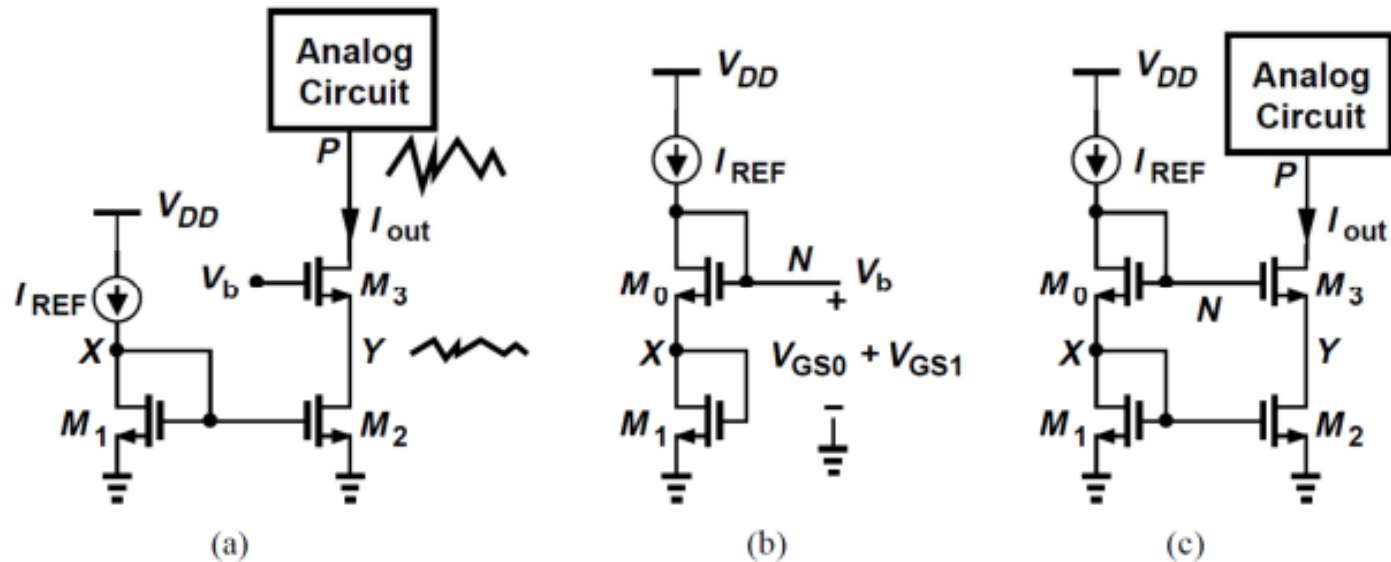 Analog
Circuit
P
V_DD
I_out
I_REF
V_b
M_3
X
Y
M_1
M_2
(a)
V_DD
I_REF
N
V_b
M_0
+
X
V_GS0 + V_GS1
−
M_1
(b)
Analog
Circuit
V_DD
I_REF
P
I_out
M_0
N
M_3
X
Y
M_1
M_2
(c)